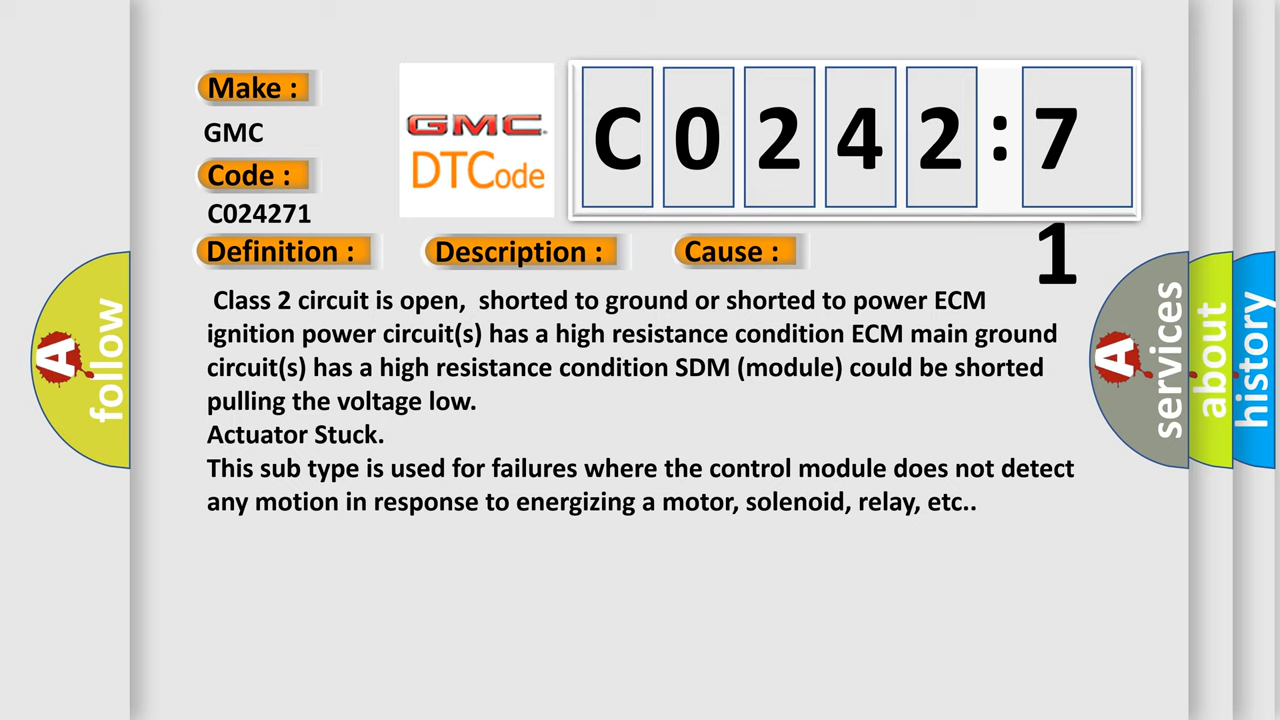 Make :
GMC
Code :
C024271
GMC
DTCode
C0242:7
1
Definition :
Description :
Cause :
Class 2 circuit is open,  shorted to ground or shorted to power ECM
ignition power circuit(s) has a high resistance condition ECM main ground
circuit(s) has a high resistance condition SDM (module) could be shorted
pulling the voltage low.
Actuator Stuck.
This sub type is used for failures where the control module does not detect
any motion in response to energizing a motor, solenoid, relay, etc..
A
follow
A
services
about
history